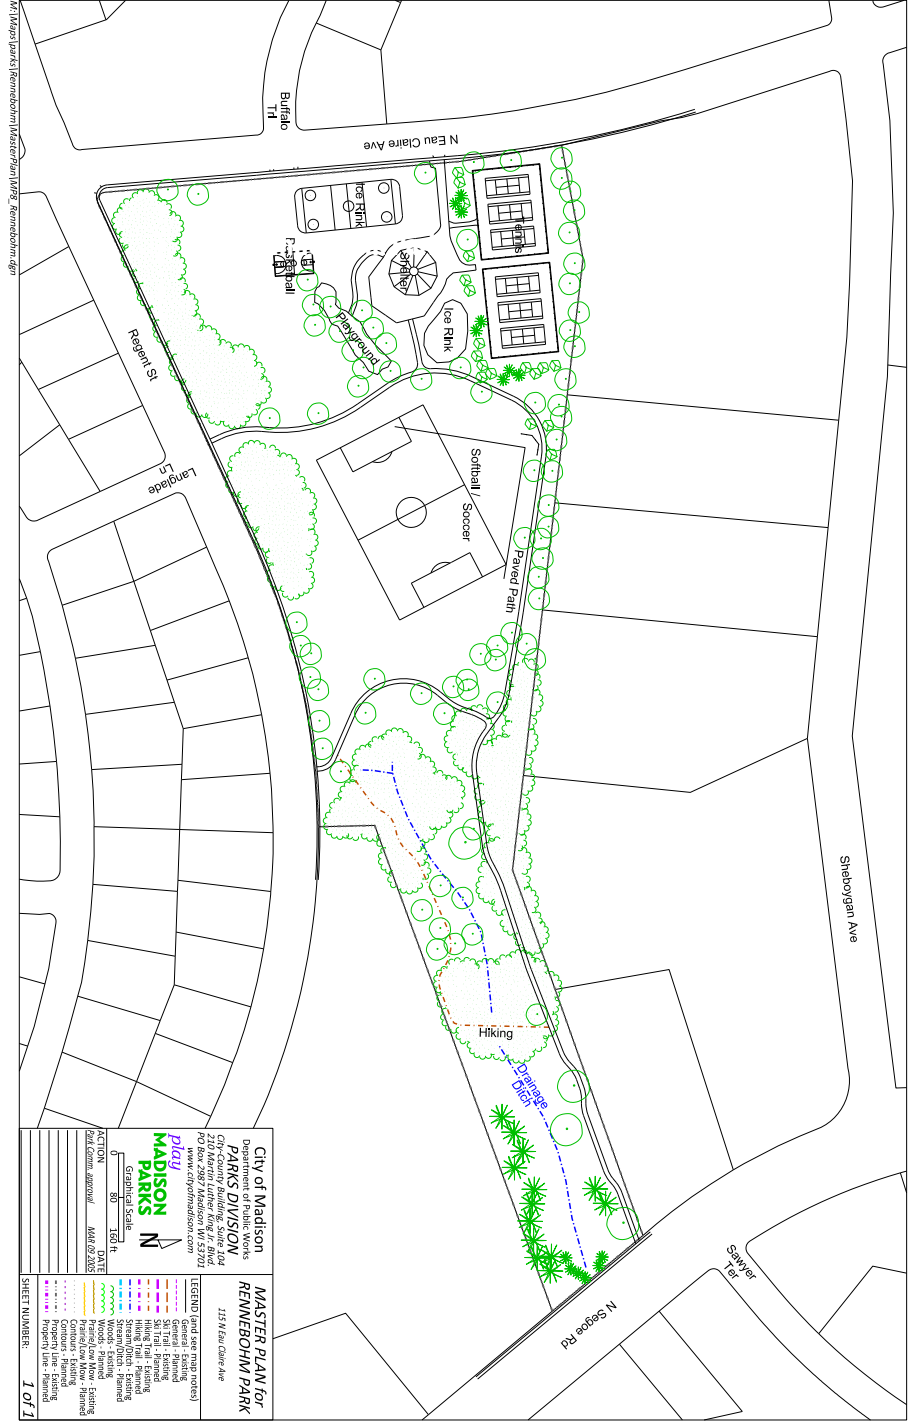 M:\Maps\parks\Rennebohm\MasterPlan\MP8_Rennebohm.dgn
Buffalo
Trl
N Eau Claire Ave
Ice Rink
Tennis
Shelter
Ice Rink
Playground
Regent St
Langlade
Ln
Softball /
Soccer
Paved Path
Sheboygan Ave
Hiking
Drainage
Ditch
Sawyer
Ter
N Segoe Rd
City of Madison
Department of Public Works
PARKS DIVISION
City-County Building, Suite 104
210 Martin Luther King Jr. Blvd.
PO Box 2987 Madison WI 53701
www.cityofmadison.com
play
MADISON
PARKS
N
Graphical Scale
0 80 160 ft
ACTION DATE
Park Comm. approval MAR 09 2005
MASTER PLAN for
RENNEBOHM PARK
115 N Eau Claire Ave
LEGEND (and see map notes)
General - Existing
General - Planned
Ski Trail - Existing
Ski Trail - Planned
Hiking Trail - Existing
Hiking Trail - Planned
Stream/Ditch - Existing
Stream/Ditch - Planned
Woods - Existing
Woods - Planned
Prairie/Low Mow - Existing
Prairie/Low Mow - Planned
Contours - Existing
Contours - Planned
Property Line - Existing
Property Line - Planned
SHEET NUMBER:
1 of 1